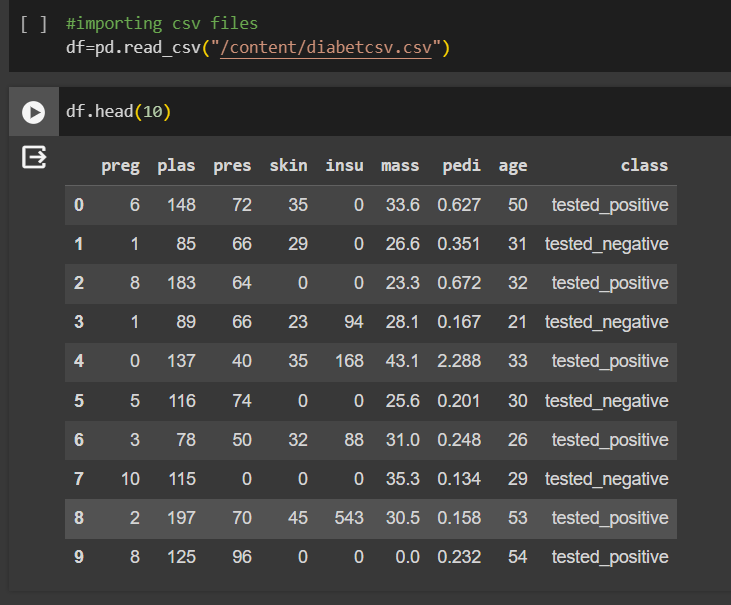 [ ] #importing csv files
df=pd.read_csv("/content/diabetcsv.csv")
df.head(10)
preg plas pres skin insu mass pedi age class
0 6 148 72 35 0 33.6 0.627 50 tested_positive
1 1 85 66 29 0 26.6 0.351 31 tested_negative
2 8 183 64 0 0 23.3 0.672 32 tested_positive
3 1 89 66 23 94 28.1 0.167 21 tested_negative
4 0 137 40 35 168 43.1 2.288 33 tested_positive
5 5 116 74 0 0 25.6 0.201 30 tested_negative
6 3 78 50 32 88 31.0 0.248 26 tested_positive
7 10 115 0 0 0 35.3 0.134 29 tested_negative
8 2 197 70 45 543 30.5 0.158 53 tested_positive
9 8 125 96 0 0 0.0 0.232 54 tested_positive